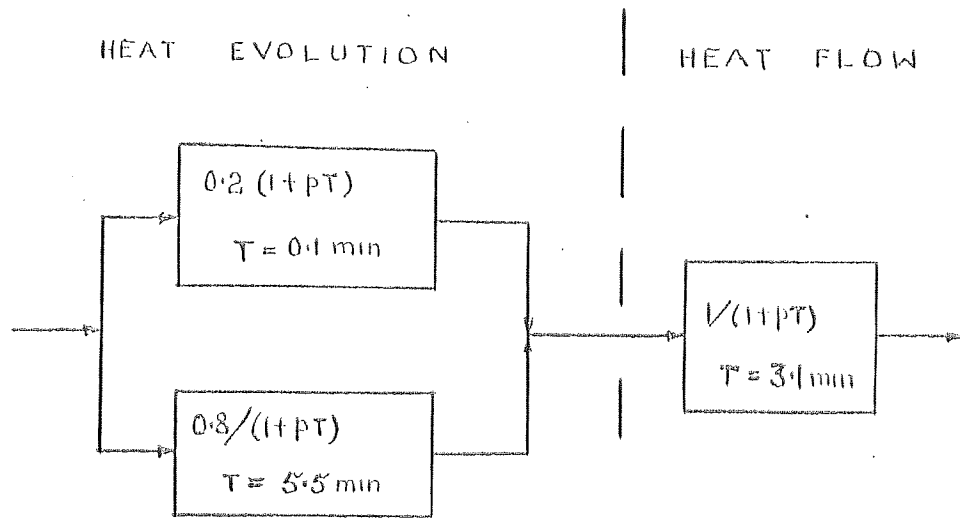 HEAT EVOLUTION
HEAT FLOW
0.2 (1+pT)
T = 0.1 min
0.8/(1+pT)
T = 5.5 min
1/(1+pT)
T = 3.1 min